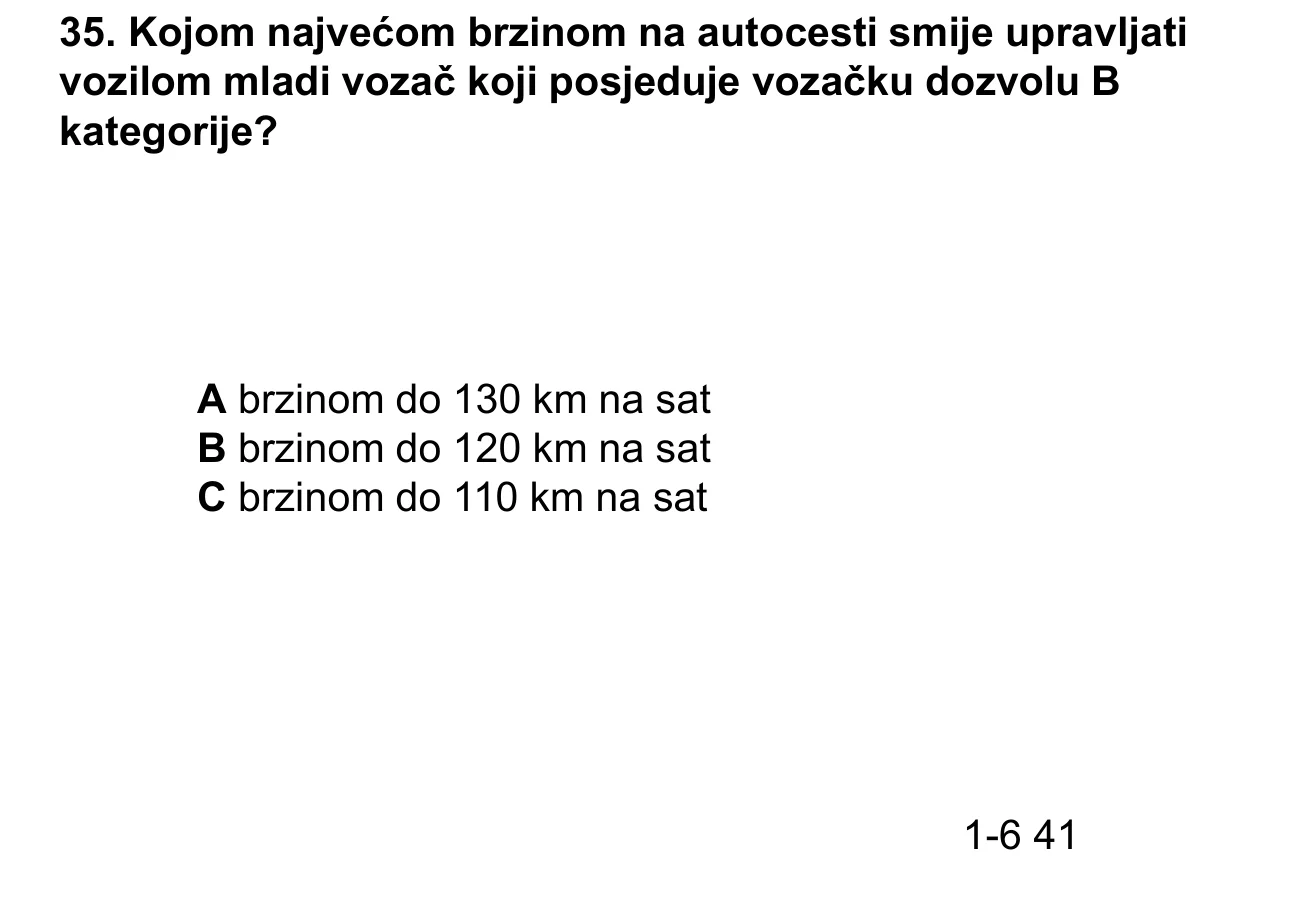 35. Kojom najvećom brzinom na autocesti smije upravljati
vozilom mladi vozač koji posjeduje vozačku dozvolu B
kategorije?
A brzinom do 130 km na sat
B brzinom do 120 km na sat
C brzinom do 110 km na sat
1-6 41